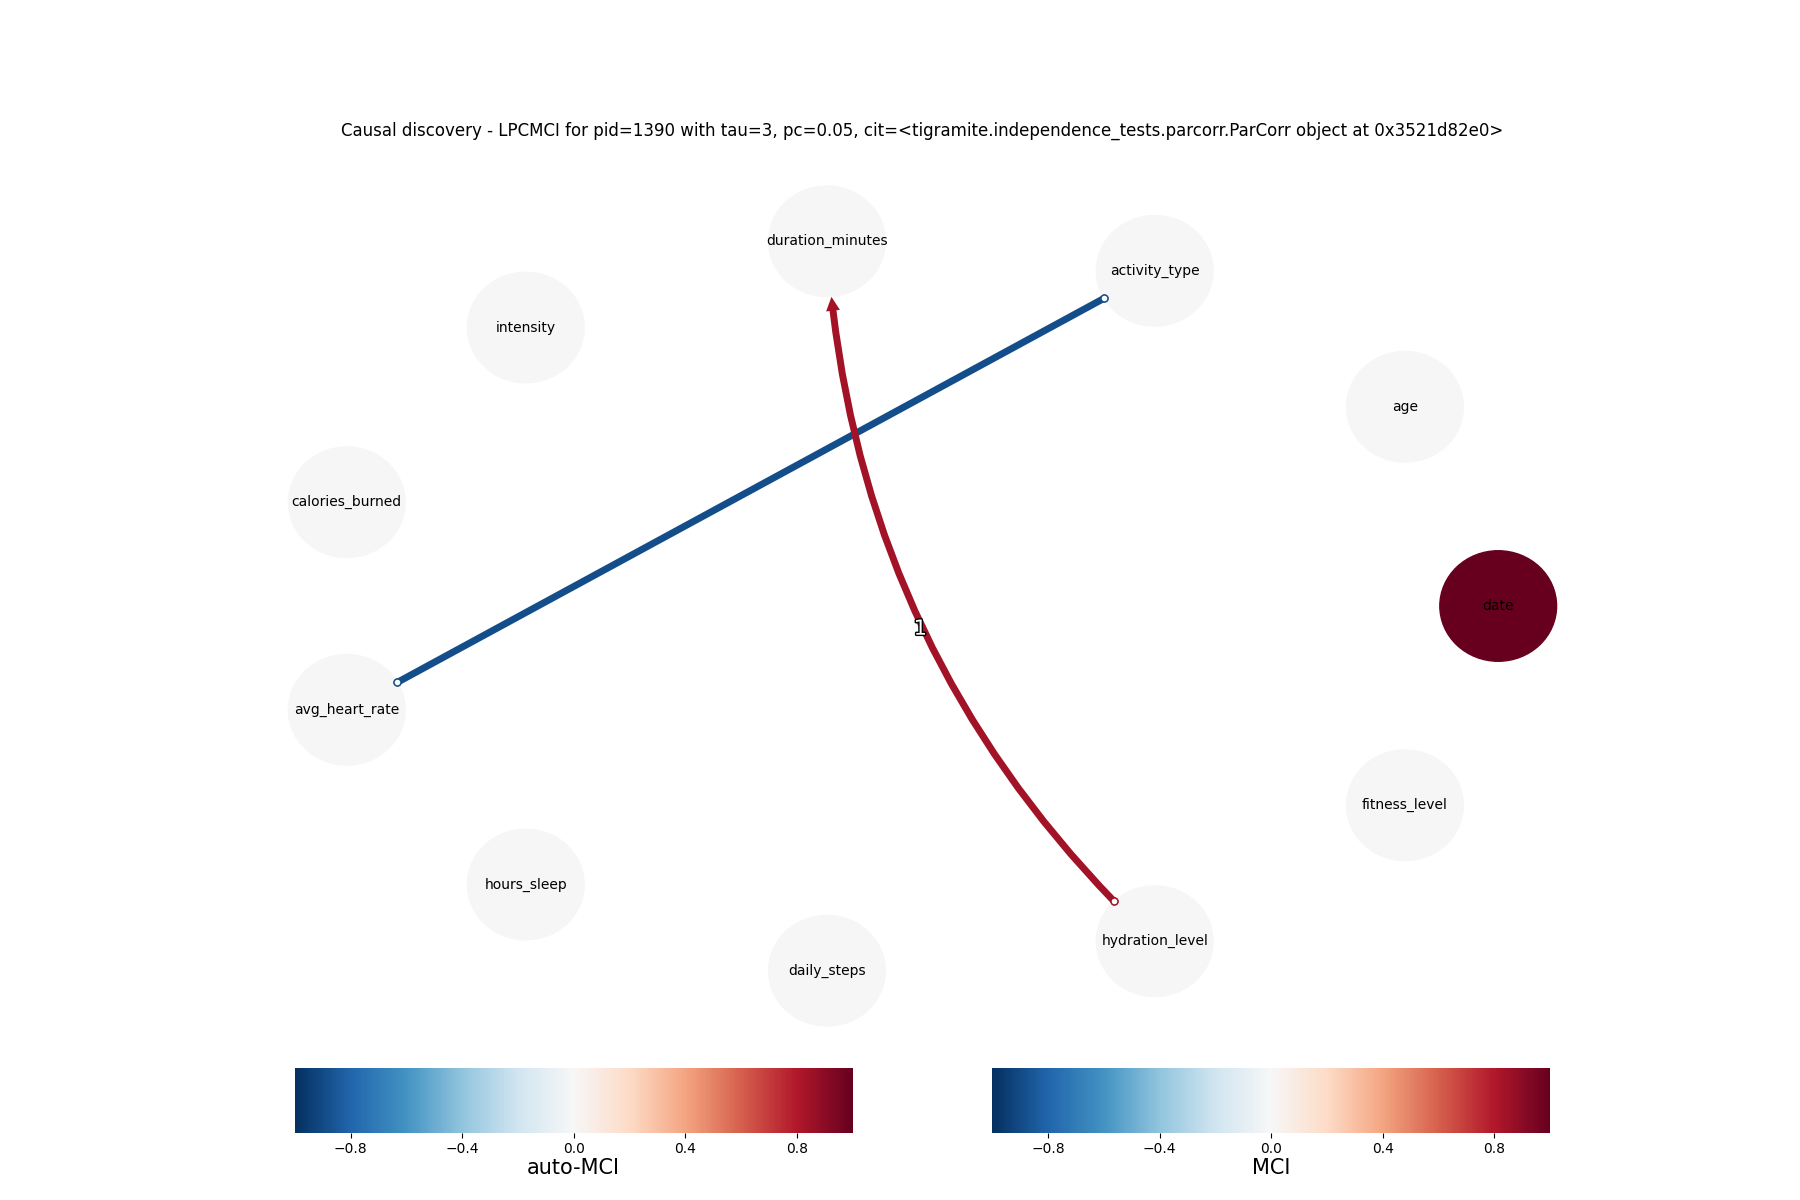 Causal discovery - LPCMCI for pid=1390 with tau=3, pc=0.05, cit=<tigramite.independence_tests.parcorr.ParCorr object at 0x3521d82e0>
duration_minutes
activity_type
intensity
age
calories_burned
date
1
avg_heart_rate
fitness_level
hours_sleep
hydration_level
daily_steps
−0.8 −0.4 0.0 0.4 0.8
auto-MCI
−0.8 −0.4 0.0 0.4 0.8
MCI